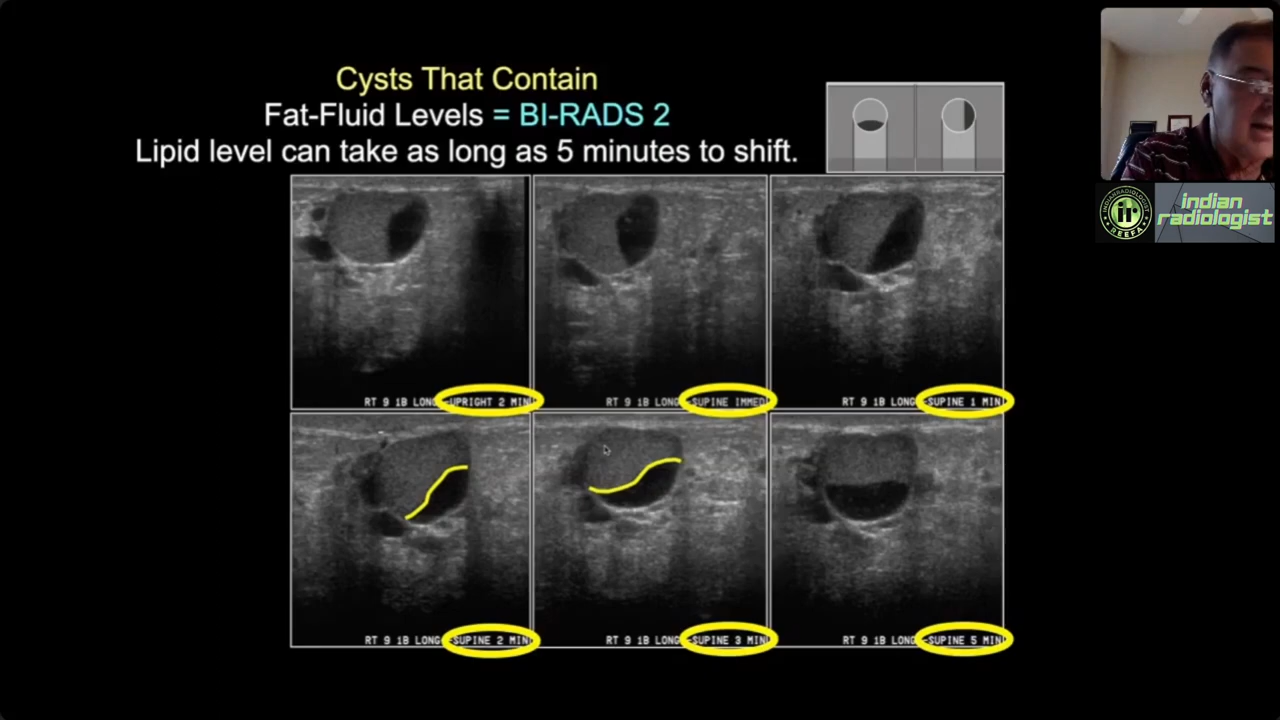 Cysts That Contain
Fat-Fluid Levels = BI-RADS 2
Lipid level can take as long as 5 minutes to shift.
indian
radiologist
INDIANRADIOLOGIST
ir
REEFA
RT 9 1B LONG UPRIGHT 2 MIN
RT 9 1B LONG SUPINE IMMED
RT 9 1B LONG SUPINE 1 MIN
RT 9 1B LONG SUPINE 2 MIN
RT 9 1B LONG SUPINE 3 MIN
RT 9 1B LONG SUPINE 5 MIN